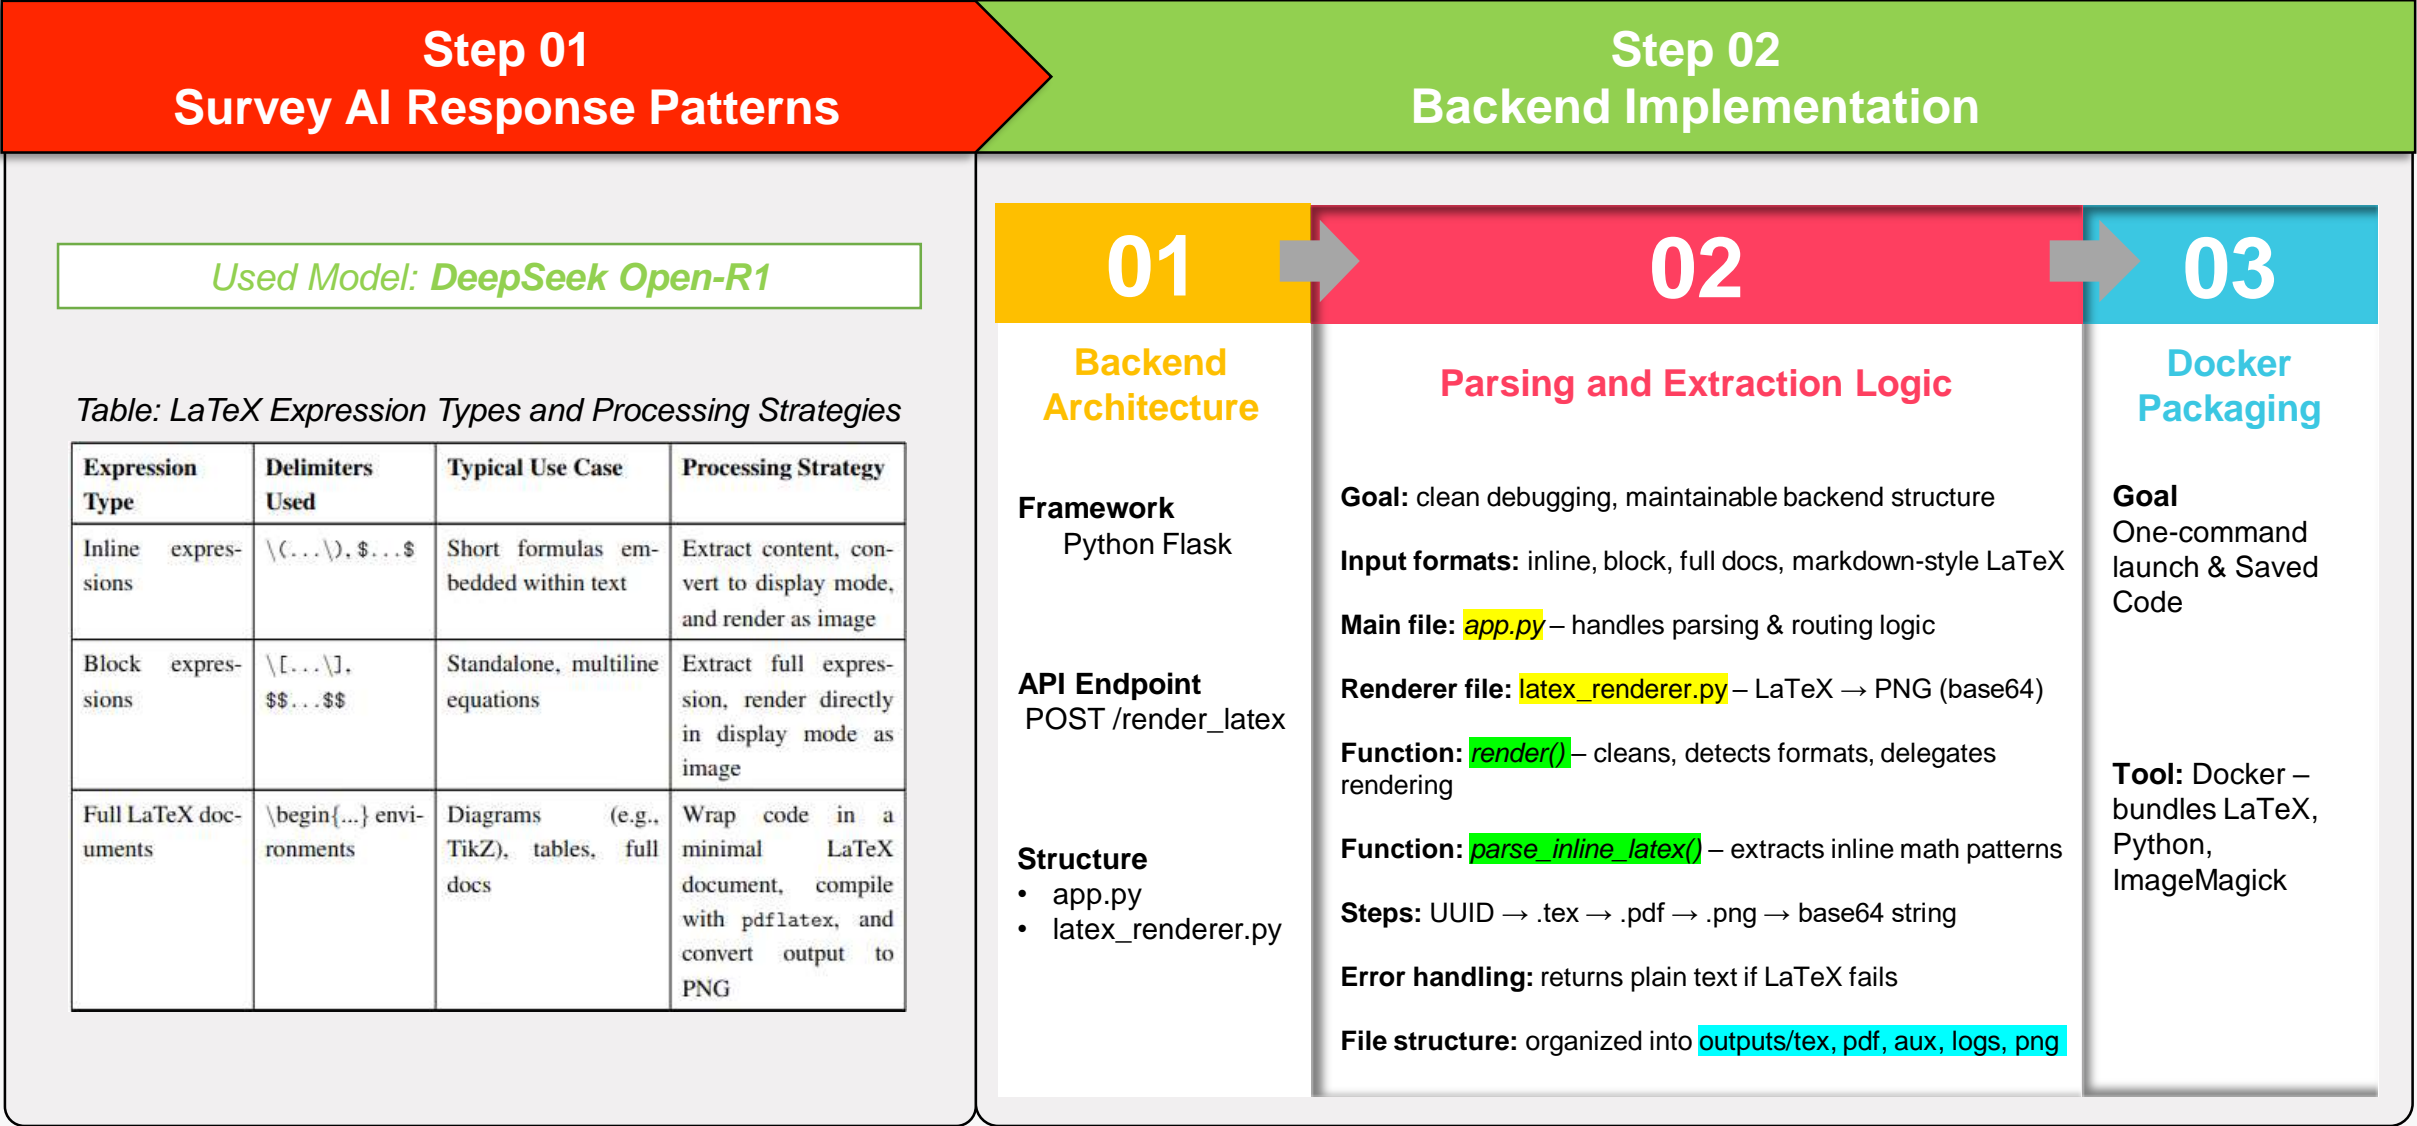 Step 01
Survey AI Response Patterns
Step 02
Backend Implementation
Used Model: DeepSeek Open-R1
Table: LaTeX Expression Types and Processing Strategies
Expression
Type
Delimiters
Used
Typical Use Case
Processing Strategy
Inline expres-
sions
\(...\), $...$
Short formulas em-
bedded within text
Extract content, con-
vert to display mode,
and render as image
Block expres-
sions
\[...\],
$$...$$
Standalone, multiline
equations
Extract full expres-
sion, render directly
in display mode as
image
Full LaTeX doc-
uments
\begin{...} envi-
ronments
Diagrams (e.g.,
TikZ), tables, full
docs
Wrap code in a
minimal LaTeX
document, compile
with pdflatex, and
convert output to
PNG
01
Backend
Architecture
Framework
Python Flask
API Endpoint
POST /render_latex
Structure
• app.py
• latex_renderer.py
02
Parsing and Extraction Logic
Goal: clean debugging, maintainable backend structure
Input formats: inline, block, full docs, markdown-style LaTeX
Main file: app.py – handles parsing & routing logic
Renderer file: latex_renderer.py – LaTeX → PNG (base64)
Function: render() – cleans, detects formats, delegates
rendering
Function: parse_inline_latex() – extracts inline math patterns
Steps: UUID → .tex → .pdf → .png → base64 string
Error handling: returns plain text if LaTeX fails
File structure: organized into outputs/tex, pdf, aux, logs, png
03
Docker
Packaging
Goal
One-command
launch & Saved
Code
Tool: Docker –
bundles LaTeX,
Python,
ImageMagick